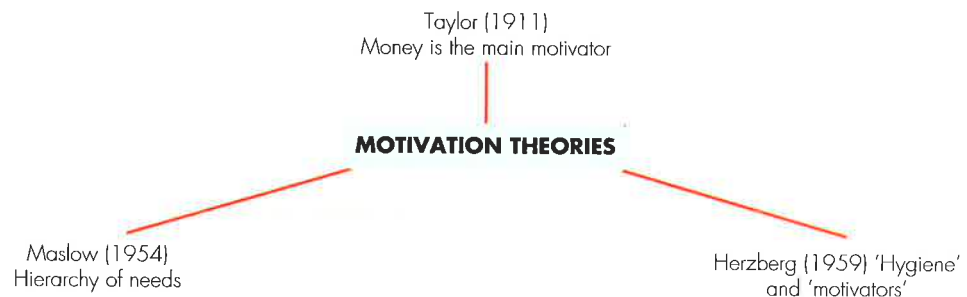 Taylor (1911)
Money is the main motivator
MOTIVATION THEORIES
Maslow (1954)
Hierarchy of needs
Herzberg (1959) 'Hygiene'
and 'motivators'